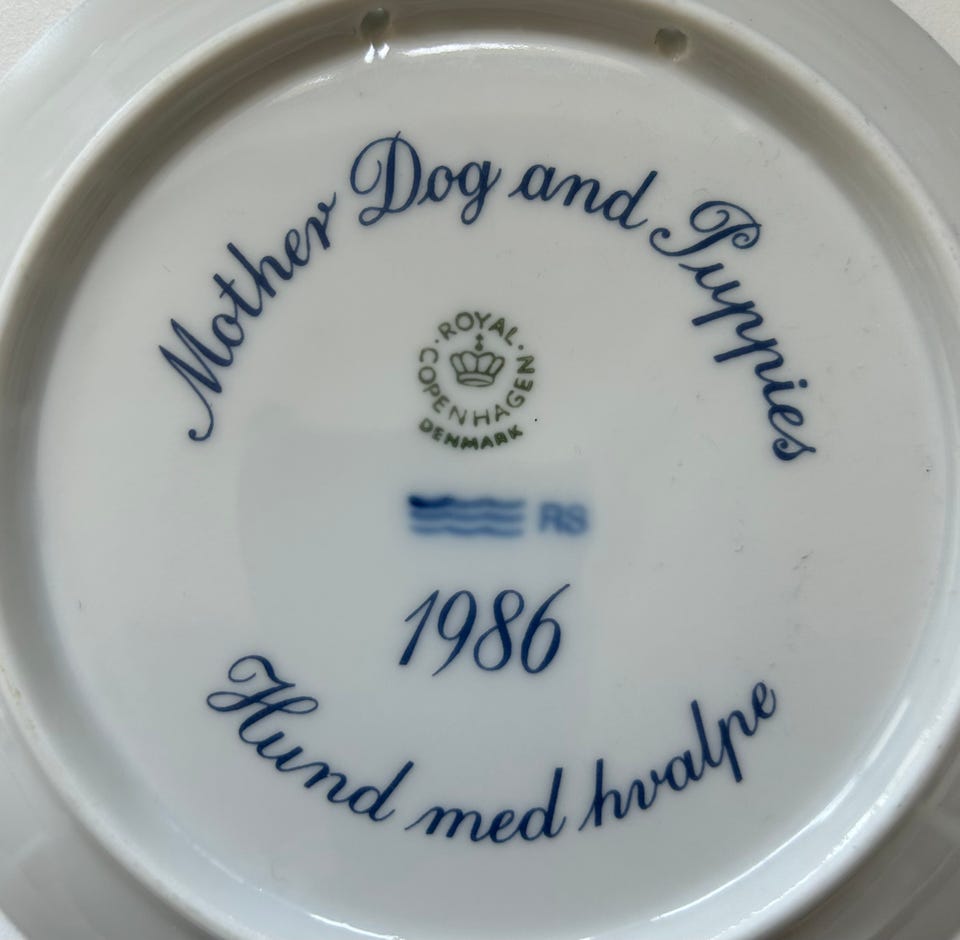 Mother Dog and Puppies
ROYAL COPENHAGEN
DENMARK
RS
1986
Hund med hvalpe